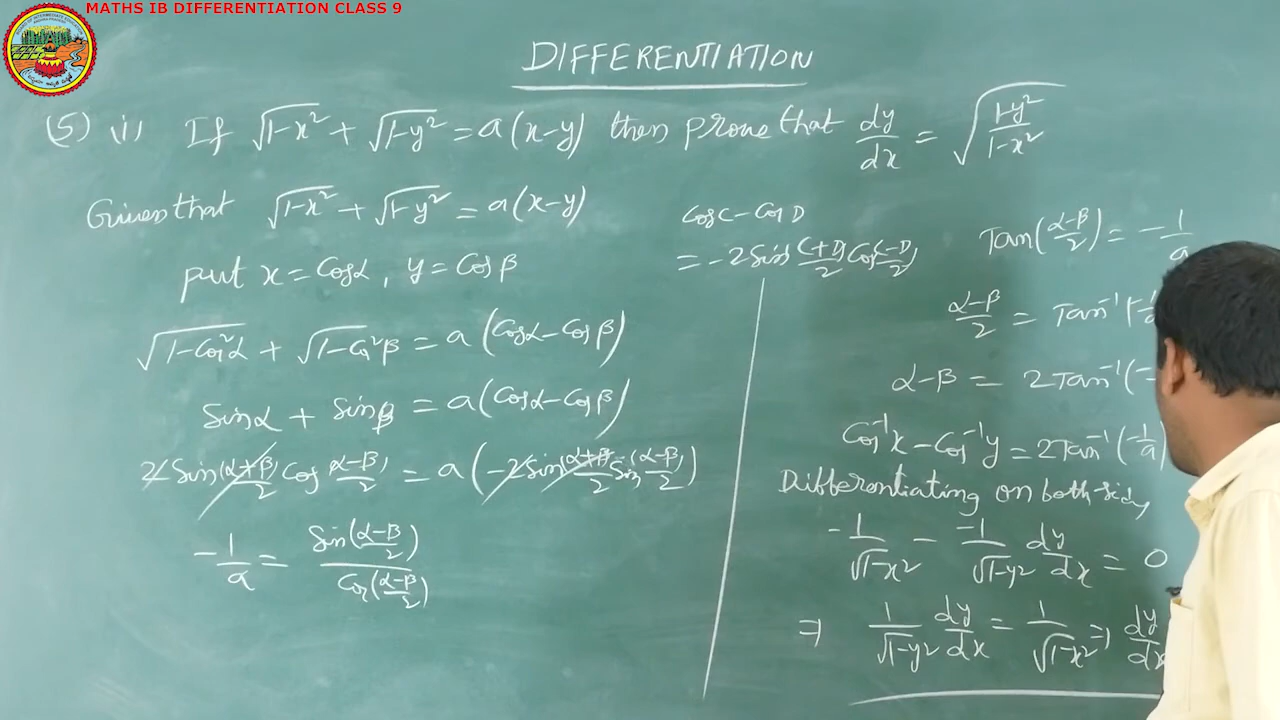 MATHS IB DIFFERENTIATION CLASS 9
DIFFERENTIATION
(5) (i) If √(1-x²) + √(1-y²) = a(x-y) then prove that dy/dx = √((1-y²)/(1-x²))
Given that √(1-x²) + √(1-y²) = a(x-y)
put x = Cosα , y = Cosβ
√(1-Cos²α) + √(1-Cos²β) = a(Cosα - Cosβ)
Sinα + Sinβ = a(Cosα - Cosβ)
2 Sin(α+β)/2 Cos (α-β)/2 = a(-2 Sin(α+β)/2 Sin(α-β)/2)
-1/a = Sin((α-β)/2) / Cos((α-β)/2)
Cos C - Cos D
= -2 Sin(C+D)/2 Cos(C-D)/2
Tan((α-β)/2) = -1/a
(α-β)/2 = Tan⁻¹(-1/a
α-β = 2Tan⁻¹(-
Cos⁻¹x - Cos⁻¹y = 2Tan⁻¹(-1/a)
Differentiating on both sides
-1/√(1-x²) - -1/√(1-y²) dy/dx = 0
⇒ 1/√(1-y²) dy/dx = 1/√(1-x²) ⇒ dy/dx